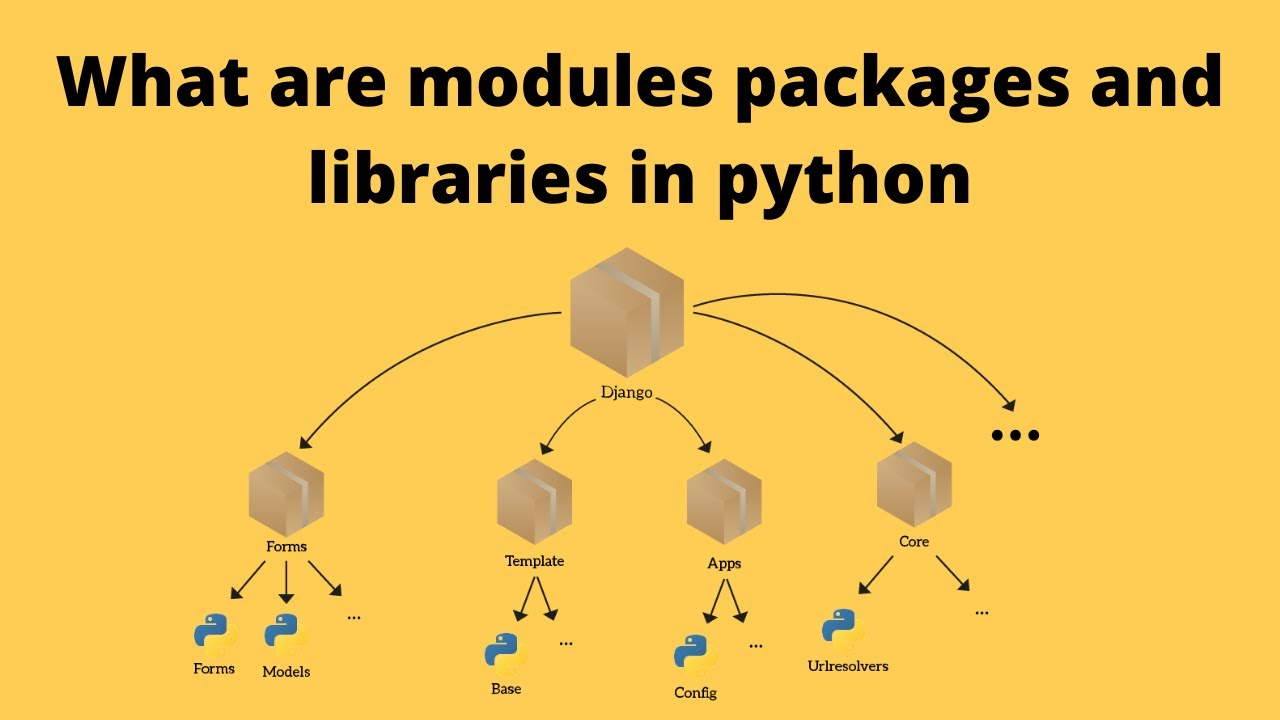 What are modules packages and
libraries in python
Django
...
Forms
Template
Apps
Core
...
...
...
...
Forms
Models
Base
Config
Urlresolvers